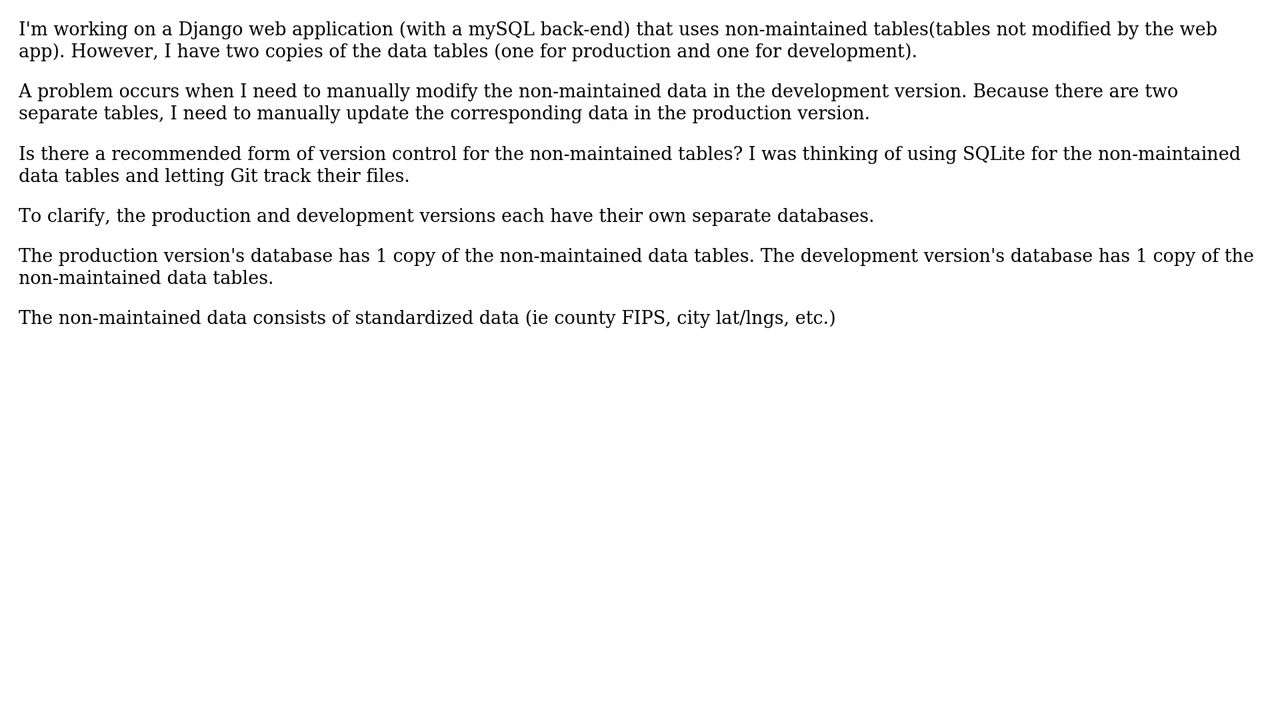 I'm working on a Django web application (with a mySQL back-end) that uses non-maintained tables(tables not modified by the web
app). However, I have two copies of the data tables (one for production and one for development).
A problem occurs when I need to manually modify the non-maintained data in the development version. Because there are two
separate tables, I need to manually update the corresponding data in the production version.
Is there a recommended form of version control for the non-maintained tables? I was thinking of using SQLite for the non-maintained
data tables and letting Git track their files.
To clarify, the production and development versions each have their own separate databases.
The production version's database has 1 copy of the non-maintained data tables. The development version's database has 1 copy of the
non-maintained data tables.
The non-maintained data consists of standardized data (ie county FIPS, city lat/lngs, etc.)